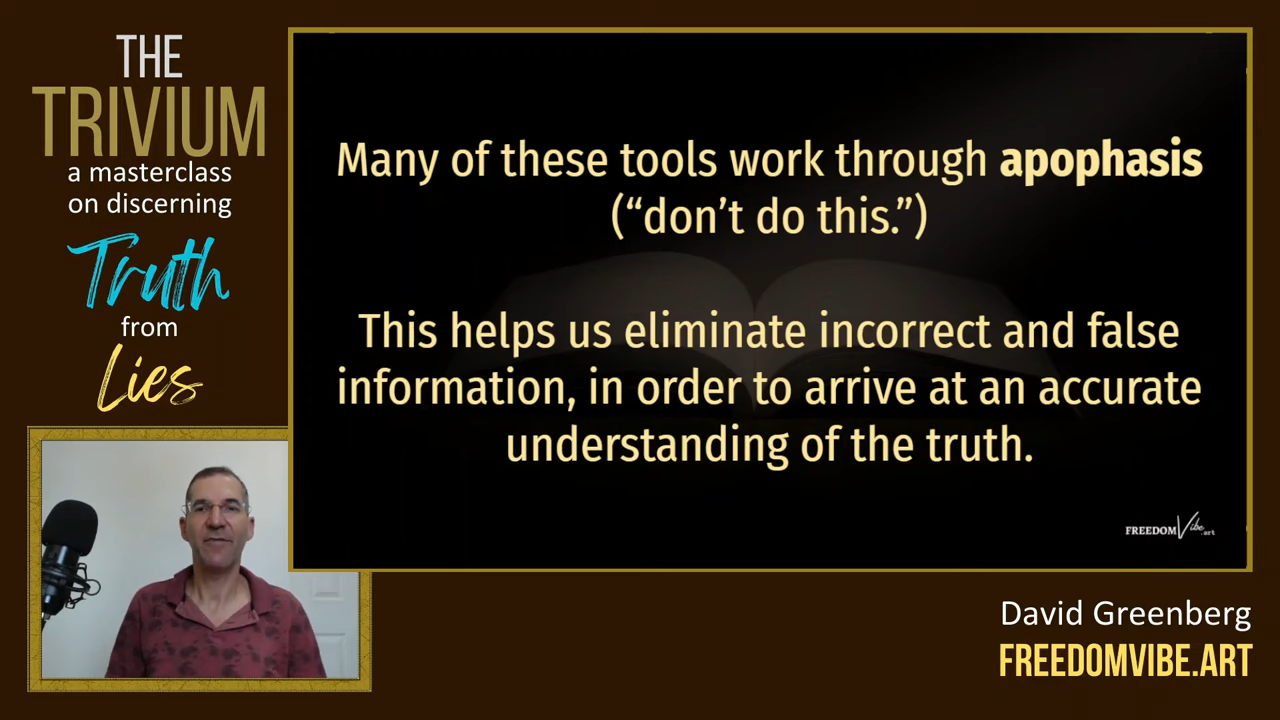 THE
TRIVIUM
a masterclass
on discerning
Truth
from
Lies
Many of these tools work through apophasis
(“don’t do this.”)
This helps us eliminate incorrect and false
information, in order to arrive at an accurate
understanding of the truth.
FREEDOMVibe.art
David Greenberg
FREEDOMVIBE.ART